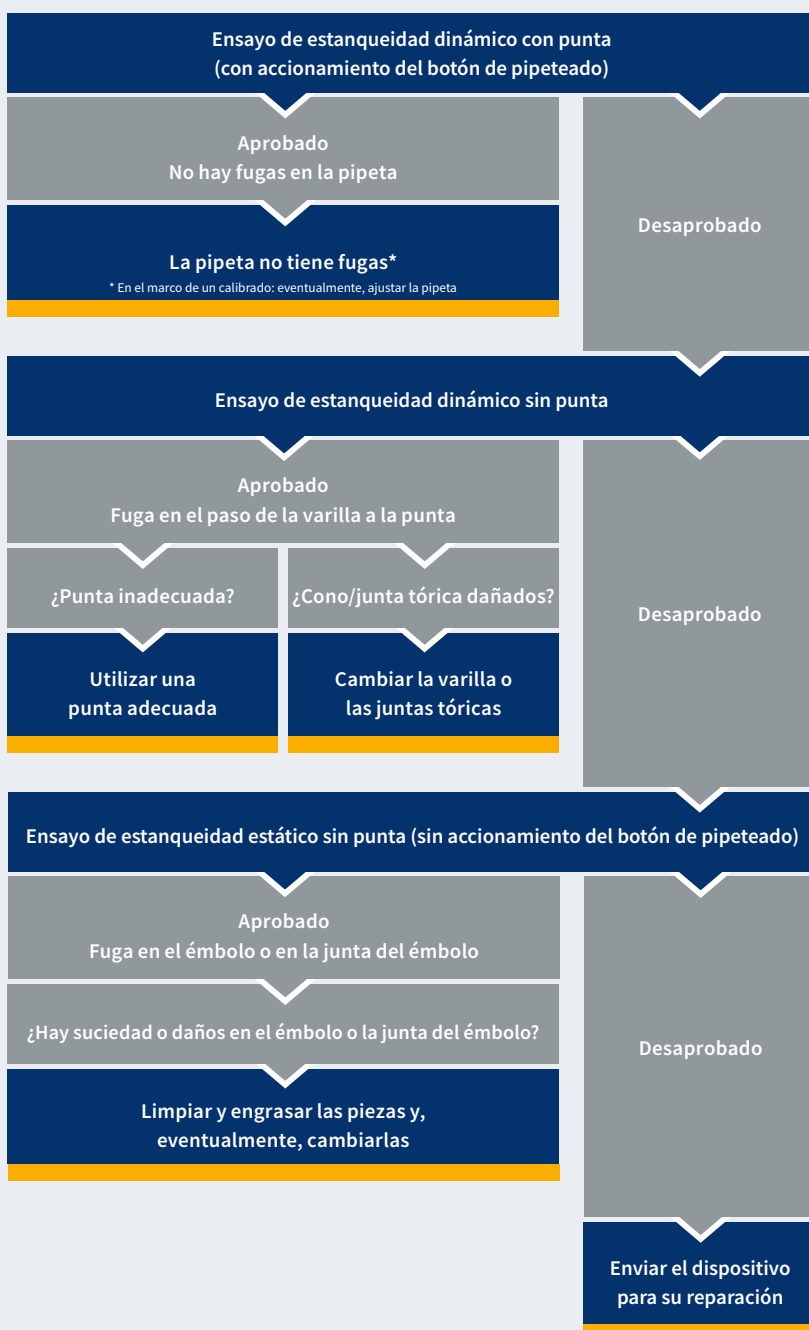 Ensayo de estanqueidad dinámico con punta
(con accionamiento del botón de pipeteado)
Aprobado
No hay fugas en la pipeta
Desaprobado
La pipeta no tiene fugas*
* En el marco de un calibrado: eventualmente, ajustar la pipeta
Ensayo de estanqueidad dinámico sin punta
Aprobado
Fuga en el paso de la varilla a la punta
¿Punta inadecuada?
¿Cono/junta tórica dañados?
Desaprobado
Utilizar una
punta adecuada
Cambiar la varilla o
las juntas tóricas
Ensayo de estanqueidad estático sin punta (sin accionamiento del botón de pipeteado)
Aprobado
Fuga en el émbolo o en la junta del émbolo
¿Hay suciedad o daños en el émbolo o la junta del émbolo?
Desaprobado
Limpiar y engrasar las piezas y,
eventualmente, cambiarlas
Enviar el dispositivo
para su reparación